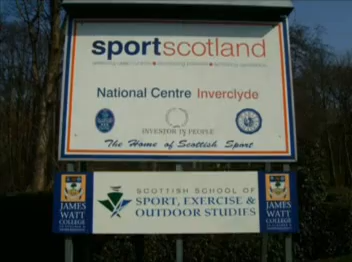 sportscotland
National Centre Inverclyde
INVESTOR IN PEOPLE
The Home of Scottish Sport
SCOTTISH SCHOOL OF
SPORT, EXERCISE &
OUTDOOR STUDIES
JAMES
WATT
COLLEGE
JAMES
WATT
COLLEGE